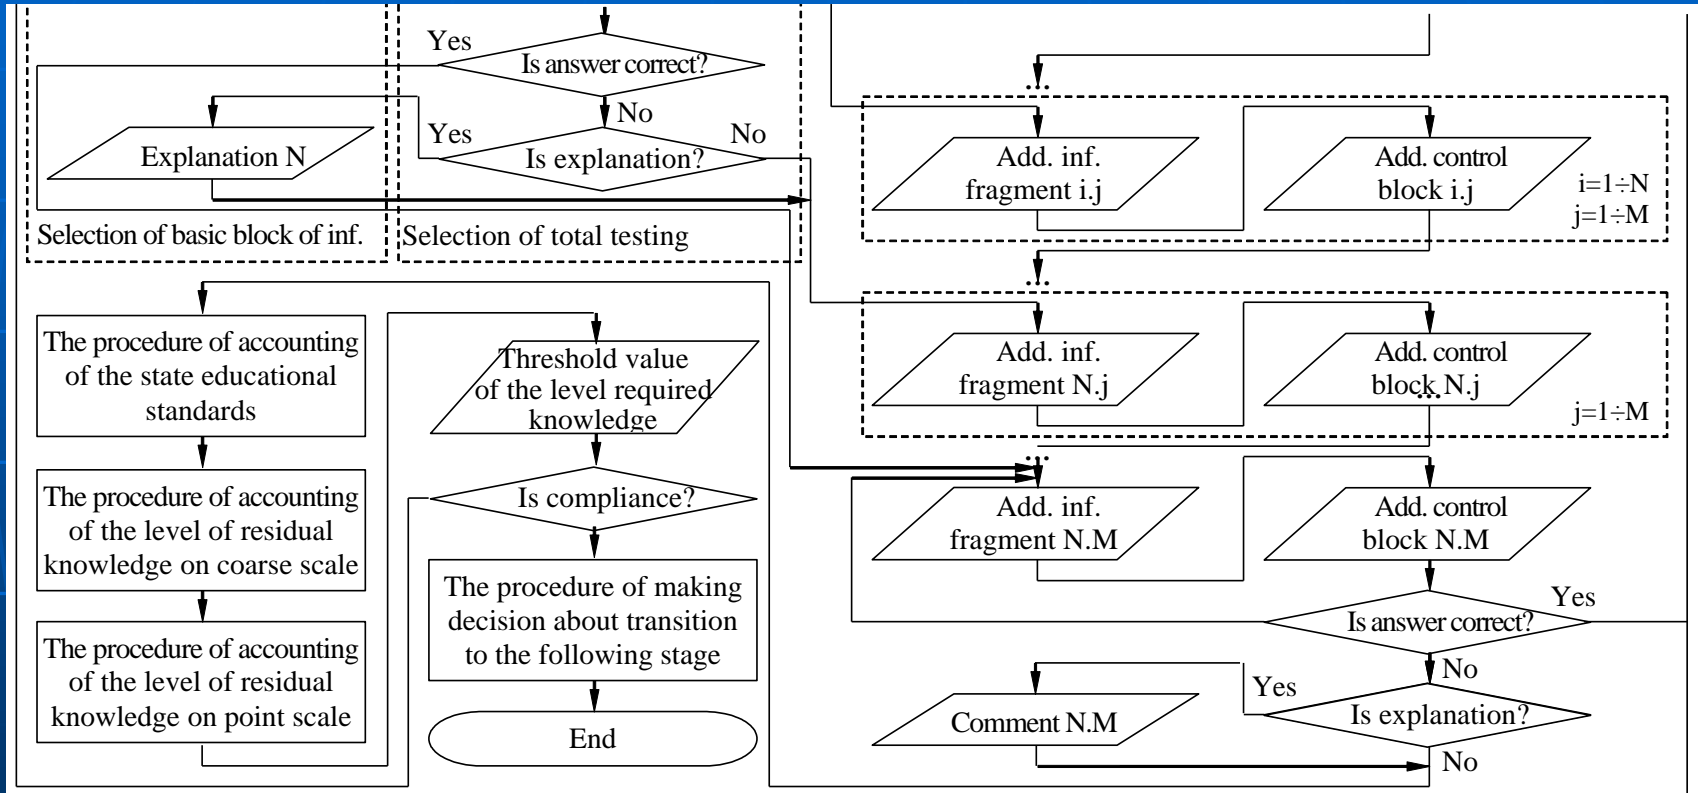 Yes
Is answer correct?
No
Yes
No
Explanation N
Is explanation?
Selection of basic block of inf.
Selection of total testing
The procedure of accounting
of the state educational
standards
The procedure of accounting
of the level of residual
knowledge on coarse scale
The procedure of accounting
of the level of residual
knowledge on point scale
Threshold value
of the level required
knowledge
Is compliance?
The procedure of making
decision about transition
to the following stage
End
...
Add. inf.
fragment i.j
Add. control
block i.j
i=1÷N
j=1÷M
...
Add. inf.
fragment N.j
Add. control
block N.j
...
j=1÷M
...
Add. inf.
fragment N.M
Add. control
block N.M
Yes
Is answer correct?
No
Yes
Is explanation?
Comment N.M
No